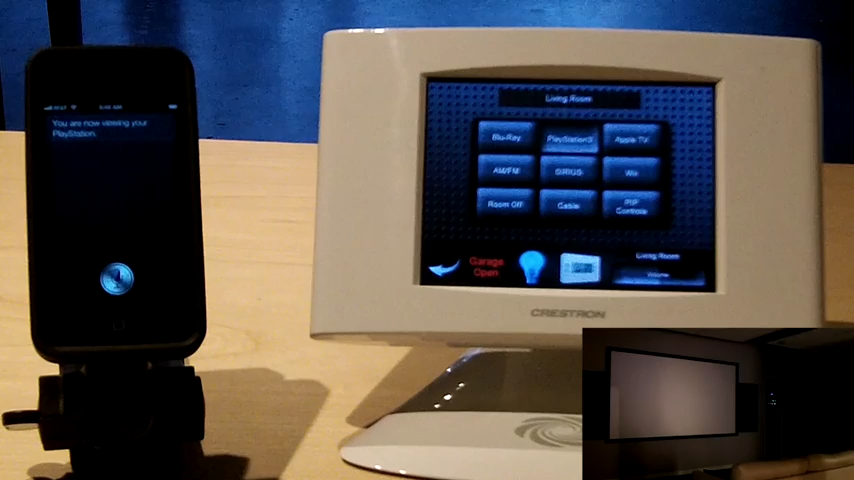 AT&T
You are now viewing your
PlayStation.
Living Room
Blu-Ray
PlayStation3
Apple TV
AM/FM
SIRIUS
Wii
Room Off
Cable
PIP
Controls
Garage
Open
Living Room
Volume
CRESTRON